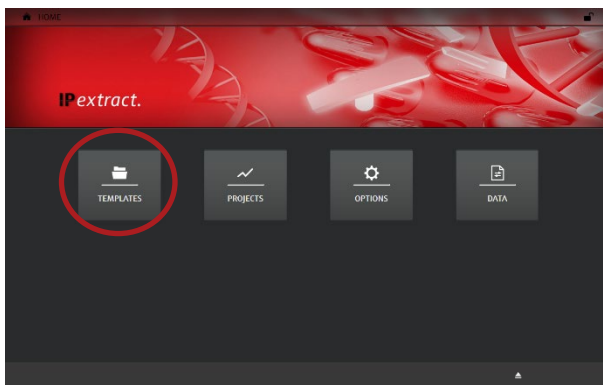 HOME
IPextract.
TEMPLATES
PROJECTS
OPTIONS
DATA